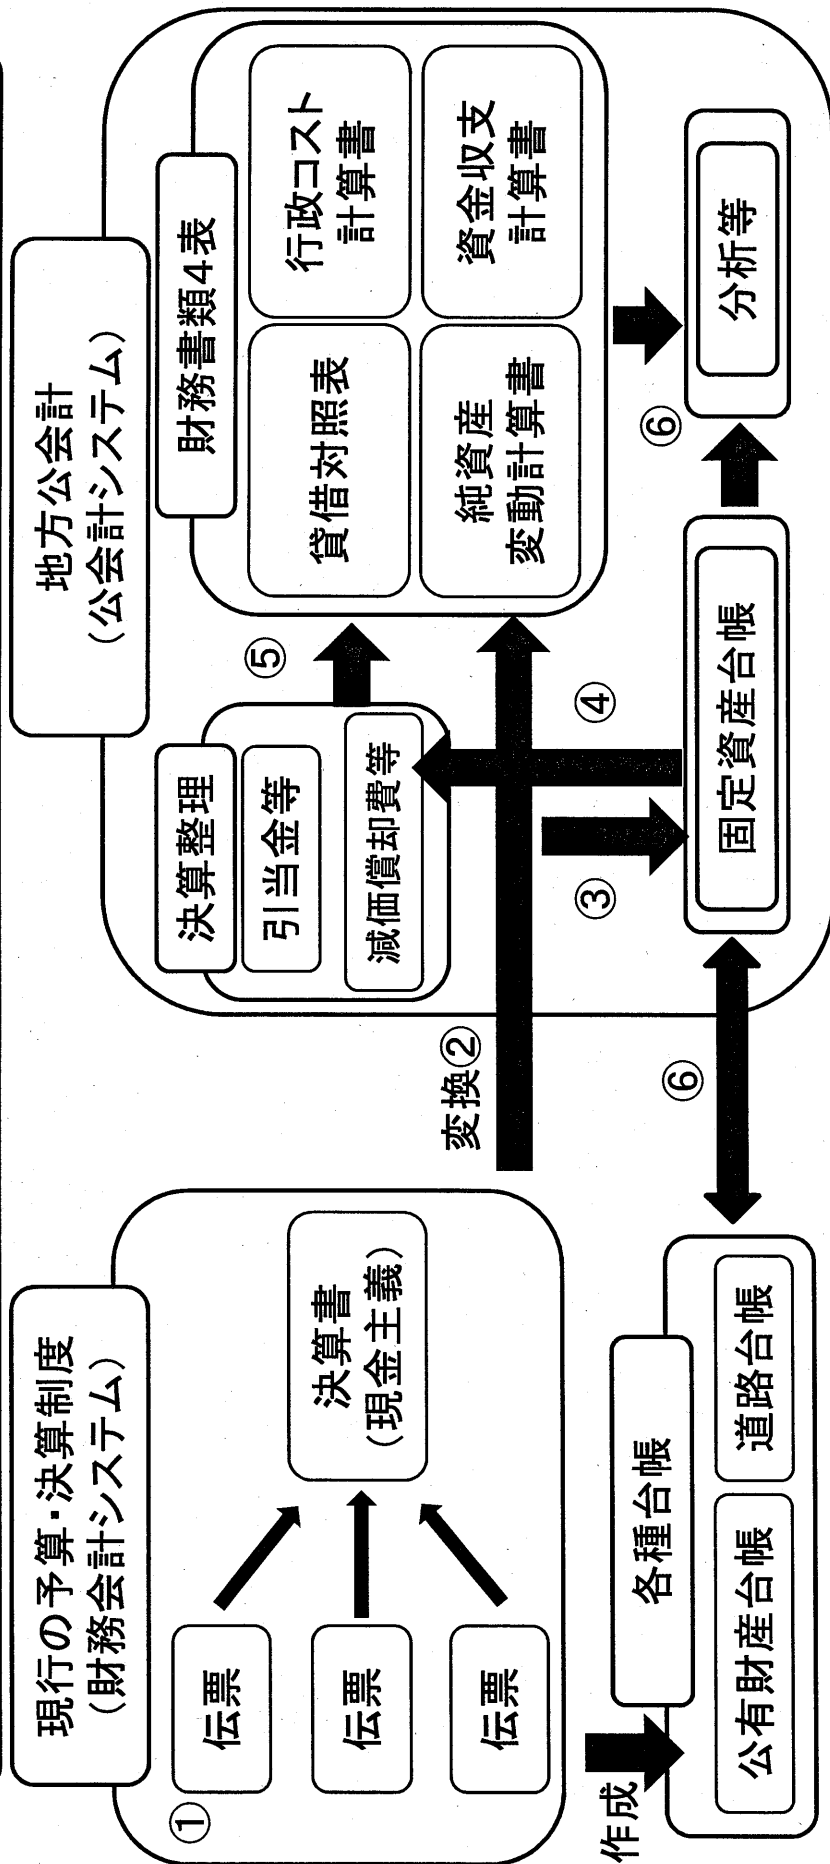 現行の予算・決算制度
(財務会計システム)
①
伝票
伝票
伝票
決算書
(現金主義)
作成
各種台帳
公有財産台帳
道路台帳
変換②
⑥
地方公会計
(公会計システム)
決算整理
引当金等
減価償却費等
⑤
③
④
財務書類4表
貸借対照表
行政コスト
計算書
純資産
変動計算書
資金収支
計算書
固定資産台帳
⑥
分析等